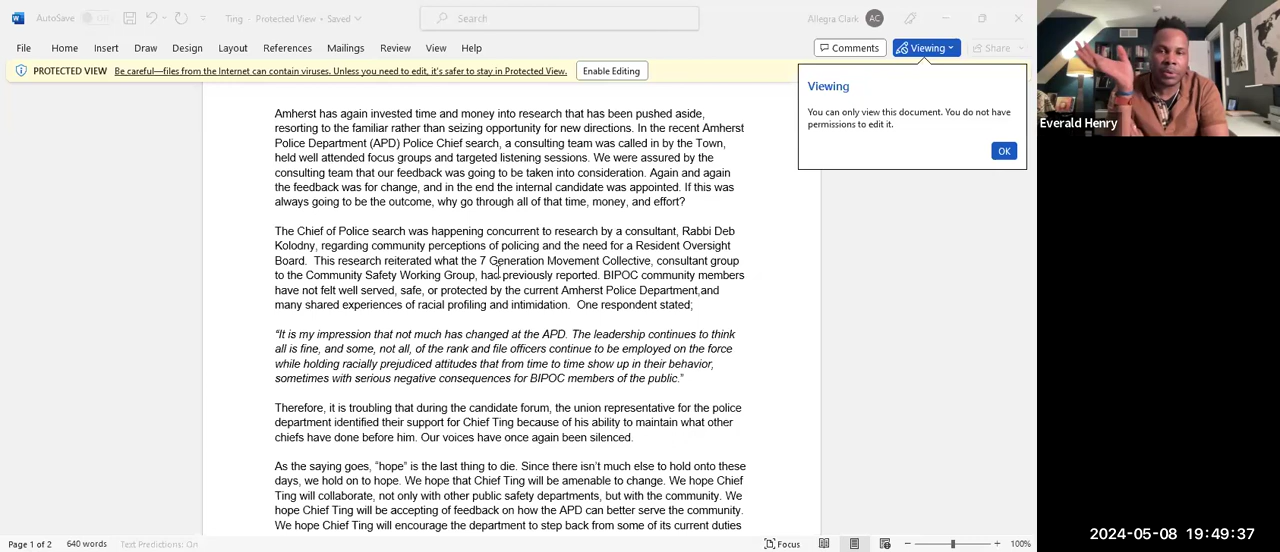 AutoSave Off Ting - Protected View • Saved Search Allegra Clark AC
File Home Insert Draw Design Layout References Mailings Review View Help Comments Viewing Share
PROTECTED VIEW Be careful—files from the Internet can contain viruses. Unless you need to edit, it's safer to stay in Protected View. Enable Editing
Viewing
You can only view this document. You do not have
permissions to edit it.
OK
Everald Henry
Amherst has again invested time and money into research that has been pushed aside,
resorting to the familiar rather than seizing opportunity for new directions. In the recent Amherst
Police Department (APD) Police Chief search, a consulting team was called in by the Town,
held well attended focus groups and targeted listening sessions. We were assured by the
consulting team that our feedback was going to be taken into consideration. Again and again
the feedback was for change, and in the end the internal candidate was appointed. If this was
always going to be the outcome, why go through all of that time, money, and effort?
The Chief of Police search was happening concurrent to research by a consultant, Rabbi Deb
Kolodny, regarding community perceptions of policing and the need for a Resident Oversight
Board. This research reiterated what the 7 Generation Movement Collective, consultant group
to the Community Safety Working Group, had previously reported. BIPOC community members
have not felt well served, safe, or protected by the current Amherst Police Department,and
many shared experiences of racial profiling and intimidation. One respondent stated;
“It is my impression that not much has changed at the APD. The leadership continues to think
all is fine, and some, not all, of the rank and file officers continue to be employed on the force
while holding racially prejudiced attitudes that from time to time show up in their behavior,
sometimes with serious negative consequences for BIPOC members of the public.”
Therefore, it is troubling that during the candidate forum, the union representative for the police
department identified their support for Chief Ting because of his ability to maintain what other
chiefs have done before him. Our voices have once again been silenced.
As the saying goes, “hope” is the last thing to die. Since there isn’t much else to hold onto these
days, we hold on to hope. We hope that Chief Ting will be amenable to change. We hope Chief
Ting will collaborate, not only with other public safety departments, but with the community. We
hope Chief Ting will be accepting of feedback on how the APD can better serve the community.
We hope Chief Ting will encourage the department to step back from some of its current duties
Page 1 of 2 640 words Text Predictions: On Focus 100%
2024-05-08 19:49:37